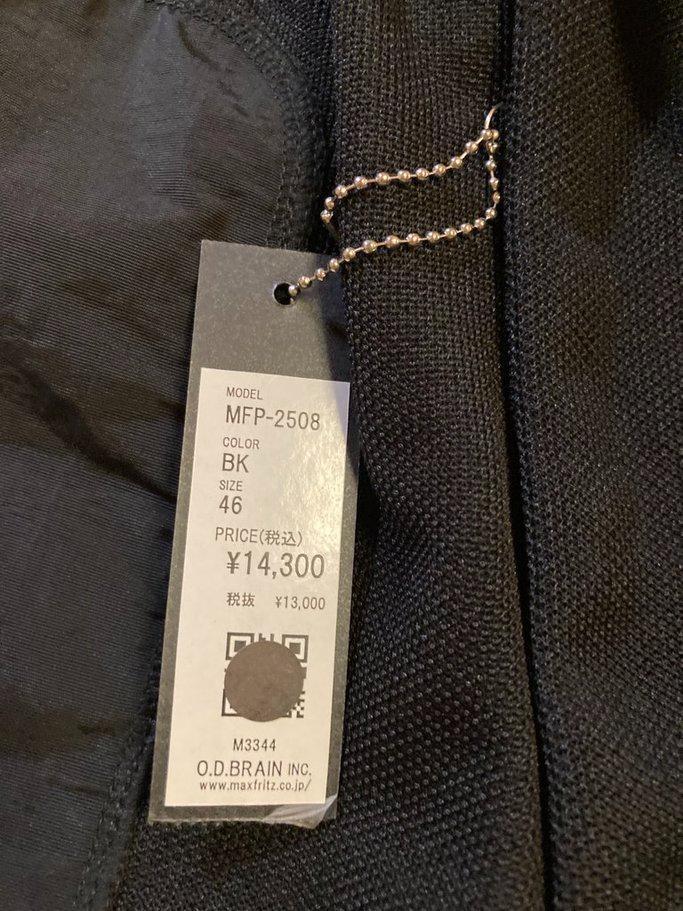 MODEL
MFP-2508
COLOR
BK
SIZE
46
PRICE(税込)
¥14,300
税抜 ¥13,000
M3344
O.D.BRAIN INC.
www.maxfritz.co.jp/